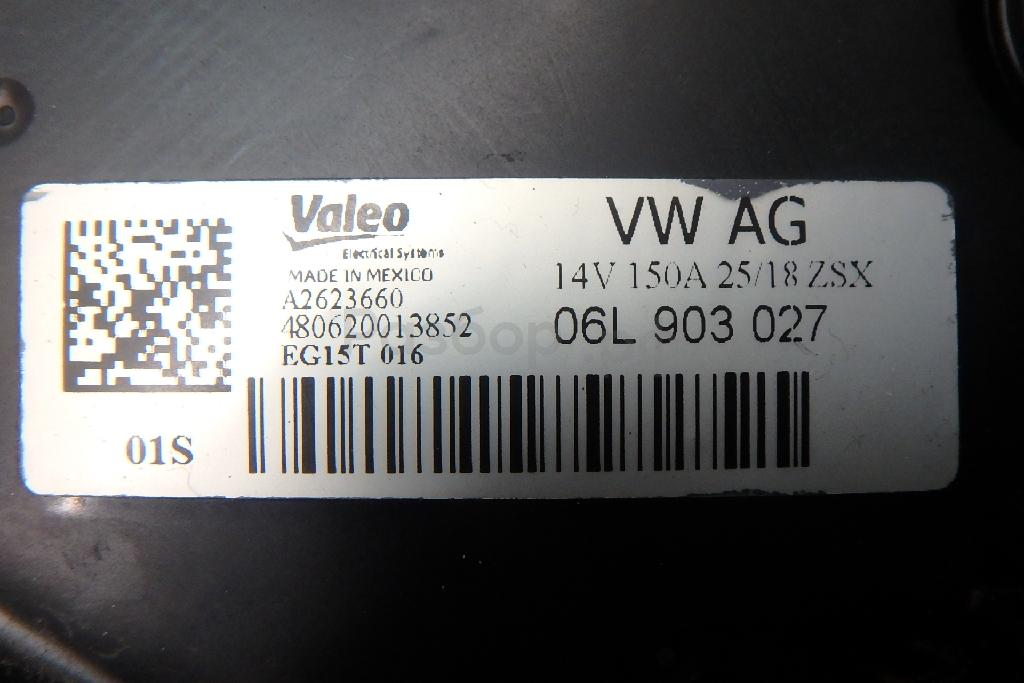 Valeo
Electrical Systems
MADE IN MEXICO
A2623660
480620013852
EG15T 016
01S
VW AG
14V 150A 25/18 ZSX
06L 903 027